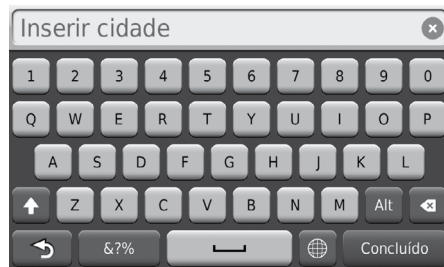 Inserir cidade
1 2 3 4 5 6 7 8 9 0
Q W E R T Y U I O P
A S D F G H J K L
Z X C V B N M Alt
&?% Concluído